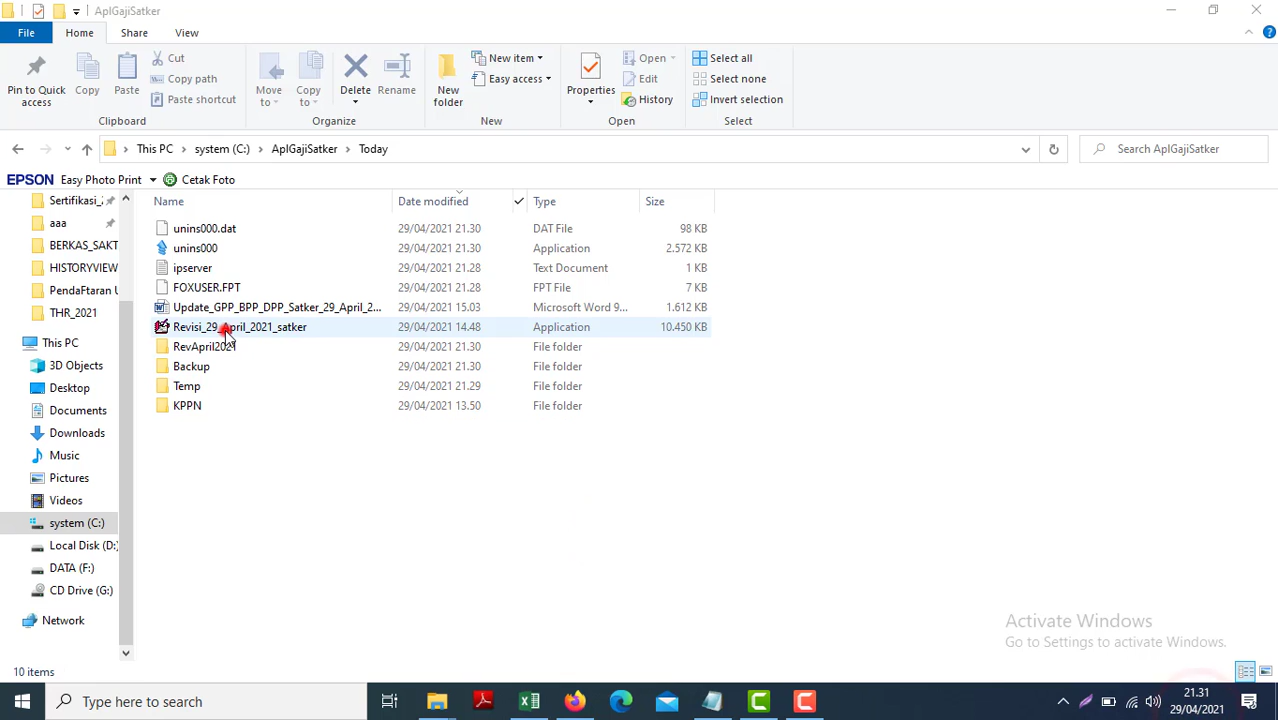 AplGajiSatker
File Home Share View
Pin to Quick access
Copy
Paste
Cut
Copy path
Paste shortcut
Clipboard
Move to
Copy to
Delete
Rename
Organize
New folder
New item
Easy access
New
Properties
Open
Edit
History
Open
Select all
Select none
Invert selection
Select
This PC system (C:) AplGajiSatker Today
Search AplGajiSatker
EPSON Easy Photo Print Cetak Foto
Sertifikasi_
aaa
BERKAS_SAKT
HISTORYVIEW
PendaFtaran U
THR_2021
This PC
3D Objects
Desktop
Documents
Downloads
Music
Pictures
Videos
system (C:)
Local Disk (D:)
DATA (F:)
CD Drive (G:)
Network
Name Date modified Type Size
unins000.dat 29/04/2021 21.30 DAT File 98 KB
unins000 29/04/2021 21.30 Application 2.572 KB
ipserver 29/04/2021 21.28 Text Document 1 KB
FOXUSER.FPT 29/04/2021 21.28 FPT File 7 KB
Update_GPP_BPP_DPP_Satker_29_April_2... 29/04/2021 15.03 Microsoft Word 9... 1.612 KB
Revisi_29_April_2021_satker 29/04/2021 14.48 Application 10.450 KB
RevApril2021 29/04/2021 21.30 File folder
Backup 29/04/2021 21.30 File folder
Temp 29/04/2021 21.29 File folder
KPPN 29/04/2021 13.50 File folder
Activate Windows
Go to Settings to activate Windows.
10 items
Type here to search
21.31
29/04/2021